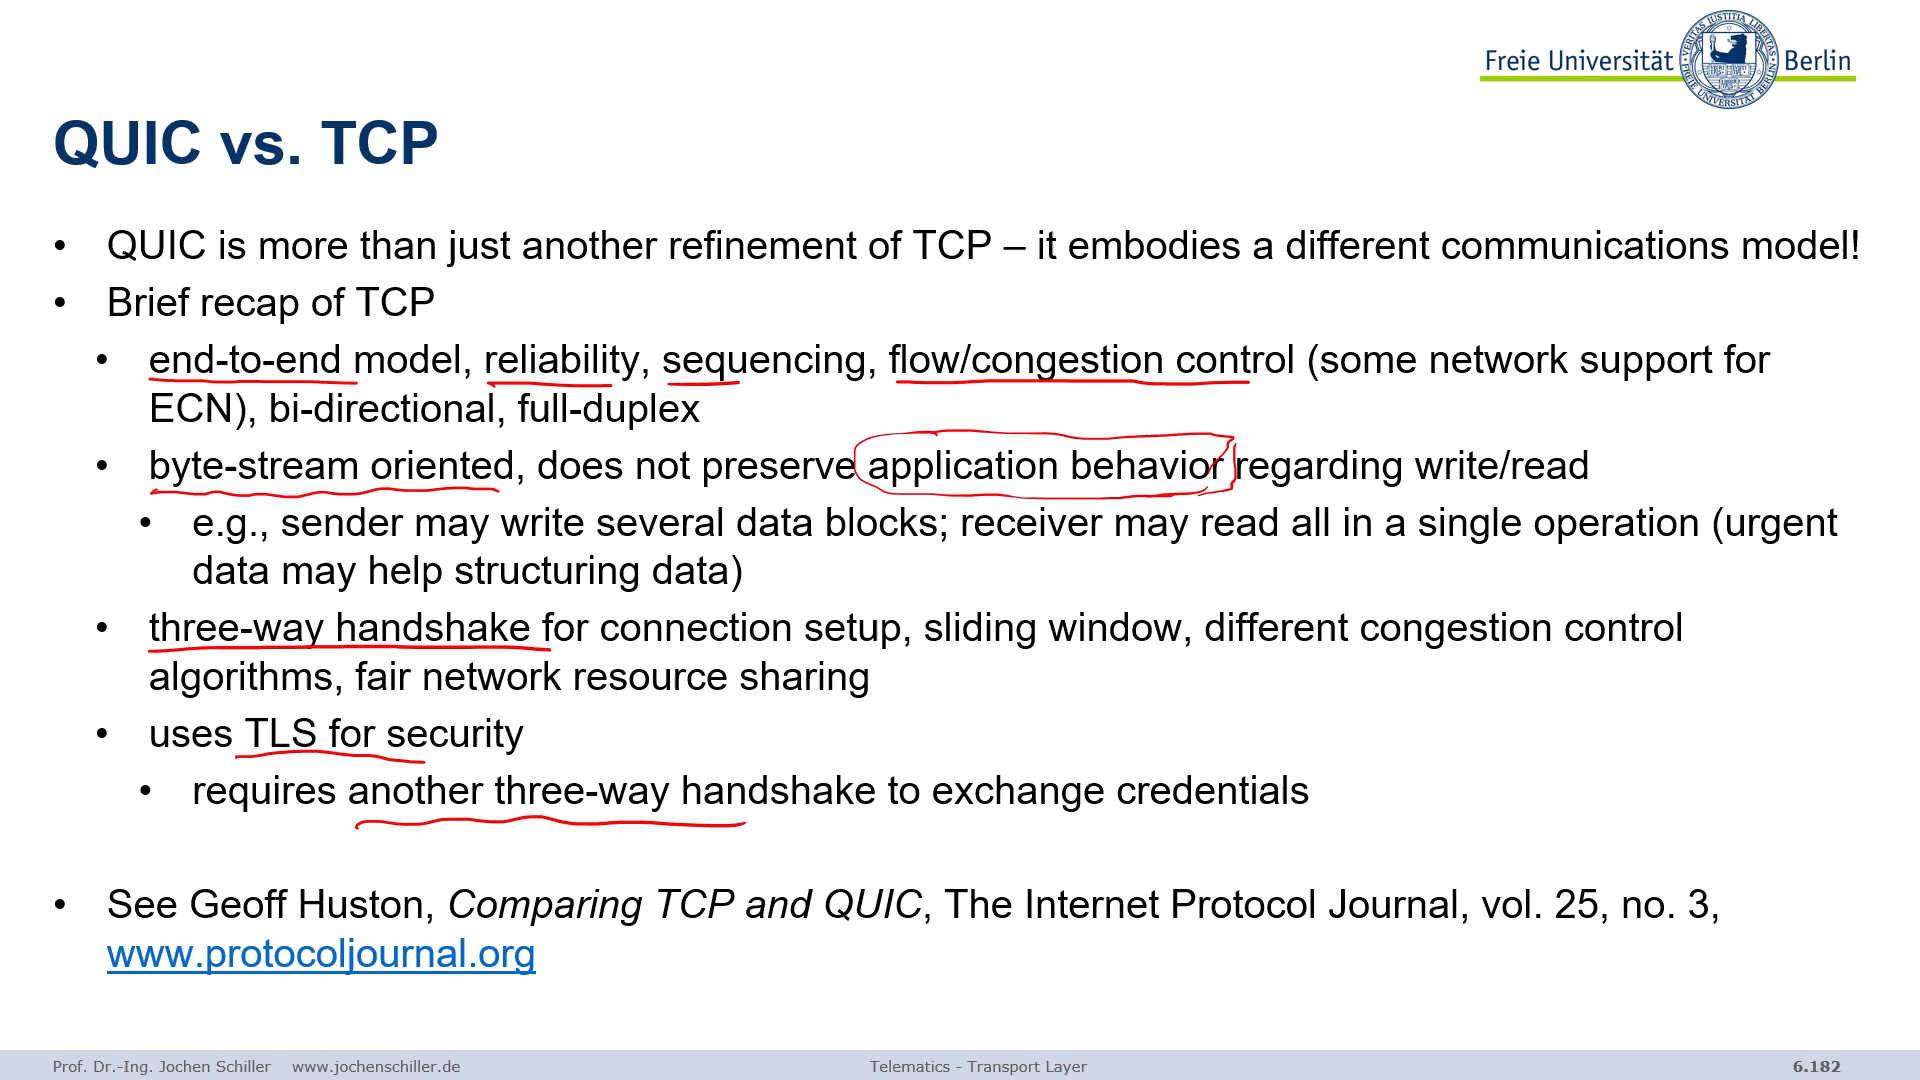 Freie Universität Berlin
QUIC vs. TCP
• QUIC is more than just another refinement of TCP – it embodies a different communications model!
• Brief recap of TCP
• end-to-end model, reliability, sequencing, flow/congestion control (some network support for
ECN), bi-directional, full-duplex
• byte-stream oriented, does not preserve application behavior regarding write/read
• e.g., sender may write several data blocks; receiver may read all in a single operation (urgent
data may help structuring data)
• three-way handshake for connection setup, sliding window, different congestion control
algorithms, fair network resource sharing
• uses TLS for security
• requires another three-way handshake to exchange credentials
• See Geoff Huston, Comparing TCP and QUIC, The Internet Protocol Journal, vol. 25, no. 3,
www.protocoljournal.org
Prof. Dr.-Ing. Jochen Schiller www.jochenschiller.de Telematics - Transport Layer 6.182